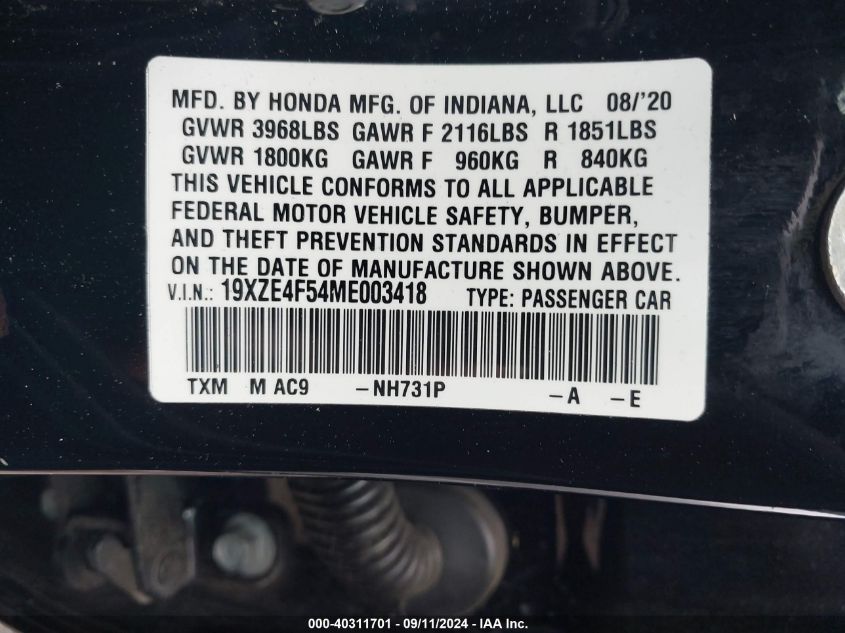 MFD. BY HONDA MFG. OF INDIANA, LLC 08/'20
GVWR 3968LBS GAWR F 2116LBS R 1851LBS
GVWR 1800KG GAWR F 960KG R 840KG
THIS VEHICLE CONFORMS TO ALL APPLICABLE
FEDERAL MOTOR VEHICLE SAFETY, BUMPER,
AND THEFT PREVENTION STANDARDS IN EFFECT
ON THE DATE OF MANUFACTURE SHOWN ABOVE.
V.I.N.: 19XZE4F54ME003418 TYPE: PASSENGER CAR
TXM M AC9 –NH731P –A –E
000-40311701 - 09/11/2024 - IAA Inc.